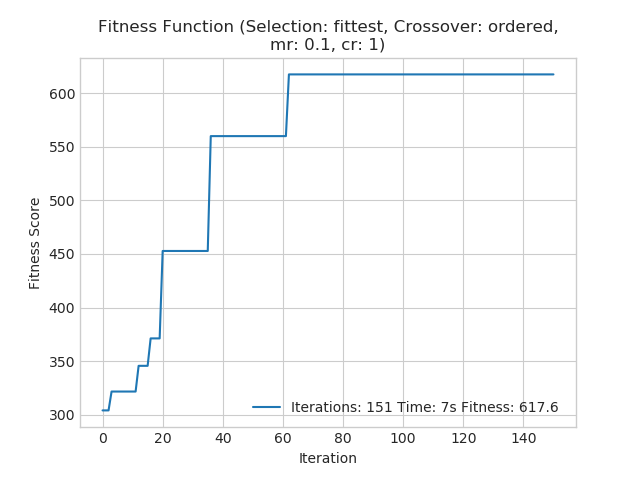 Fitness Function (Selection: fittest, Crossover: ordered,
mr: 0.1, cr: 1)
Fitness Score
600
550
500
450
400
350
300
Iterations: 151 Time: 7s Fitness: 617.6
0 20 40 60 80 100 120 140
Iteration